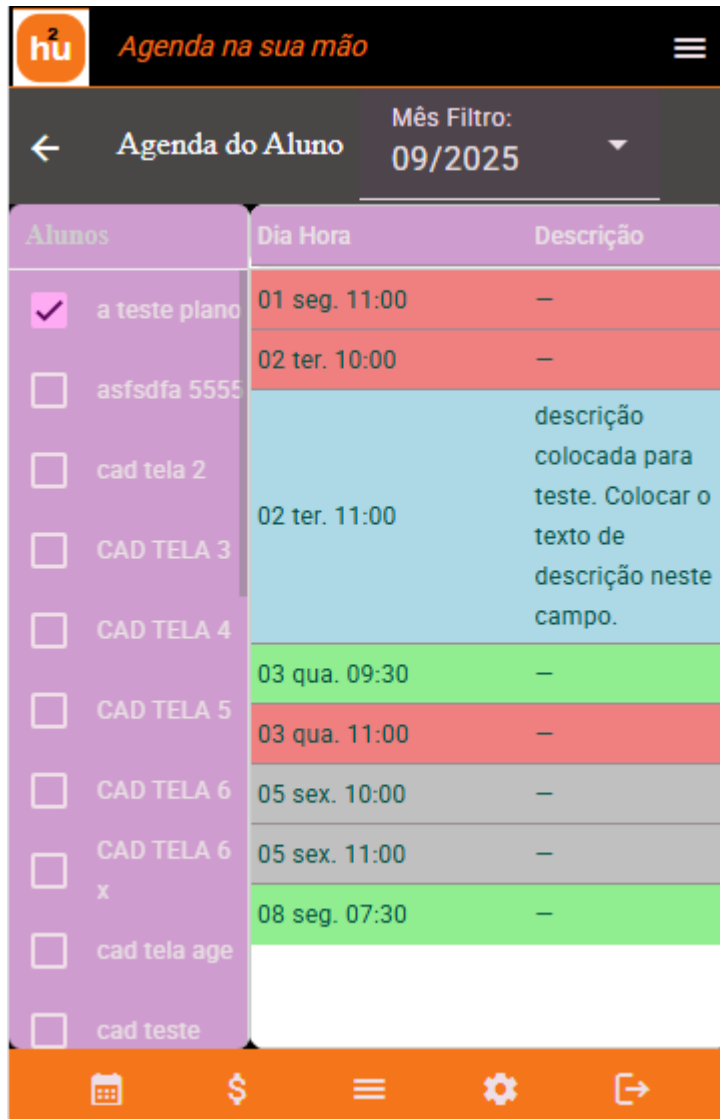 hu2
Agenda na sua mão
Agenda do Aluno
Mês Filtro:
09/2025
Alunos
a teste plano
asfsdfa 5555
cad tela 2
CAD TELA 3
CAD TELA 4
CAD TELA 5
CAD TELA 6
CAD TELA 6
x
cad tela age
cad teste
Dia Hora Descrição
01 seg. 11:00 –
02 ter. 10:00 –
02 ter. 11:00
descrição
colocada para
teste. Colocar o
texto de
descrição neste
campo.
03 qua. 09:30 –
03 qua. 11:00 –
05 sex. 10:00 –
05 sex. 11:00 –
08 seg. 07:30 –